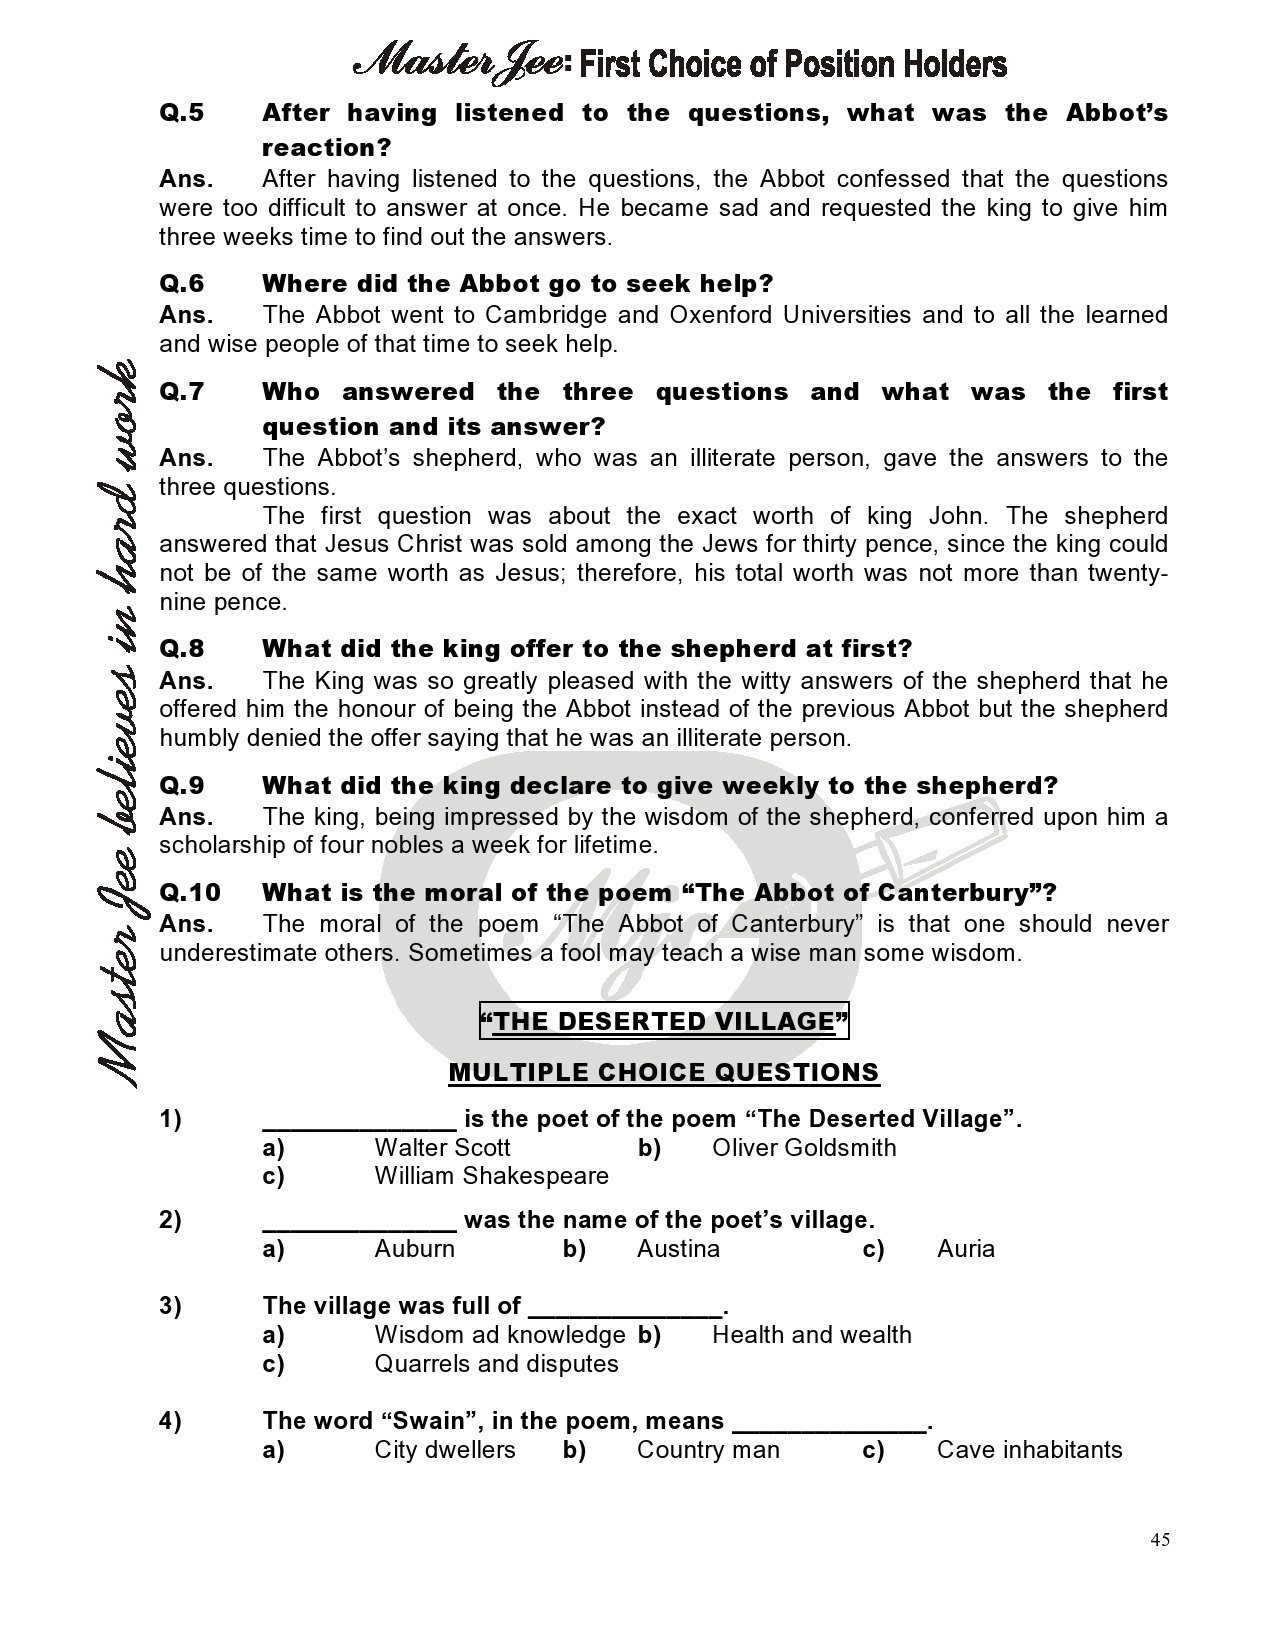 Master Jee: First Choice of Position Holders
Q.5 After having listened to the questions, what was the Abbot’s
reaction?
Ans. After having listened to the questions, the Abbot confessed that the questions
were too difficult to answer at once. He became sad and requested the king to give him
three weeks time to find out the answers.
Q.6 Where did the Abbot go to seek help?
Ans. The Abbot went to Cambridge and Oxenford Universities and to all the learned
and wise people of that time to seek help.
Q.7 Who answered the three questions and what was the first
question and its answer?
Ans. The Abbot’s shepherd, who was an illiterate person, gave the answers to the
three questions.
The first question was about the exact worth of king John. The shepherd
answered that Jesus Christ was sold among the Jews for thirty pence, since the king could
not be of the same worth as Jesus; therefore, his total worth was not more than twenty-
nine pence.
Q.8 What did the king offer to the shepherd at first?
Ans. The King was so greatly pleased with the witty answers of the shepherd that he
offered him the honour of being the Abbot instead of the previous Abbot but the shepherd
humbly denied the offer saying that he was an illiterate person.
Q.9 What did the king declare to give weekly to the shepherd?
Ans. The king, being impressed by the wisdom of the shepherd, conferred upon him a
scholarship of four nobles a week for lifetime.
Q.10 What is the moral of the poem “The Abbot of Canterbury”?
Ans. The moral of the poem “The Abbot of Canterbury” is that one should never
underestimate others. Sometimes a fool may teach a wise man some wisdom.
“THE DESERTED VILLAGE”
MULTIPLE CHOICE QUESTIONS
1) ______________ is the poet of the poem “The Deserted Village”.
a) Walter Scott b) Oliver Goldsmith
c) William Shakespeare
2) ______________ was the name of the poet’s village.
a) Auburn b) Austina c) Auria
3) The village was full of ______________.
a) Wisdom ad knowledge b) Health and wealth
c) Quarrels and disputes
4) The word “Swain”, in the poem, means ______________.
a) City dwellers b) Country man c) Cave inhabitants
45
Master Jee believes in hard work